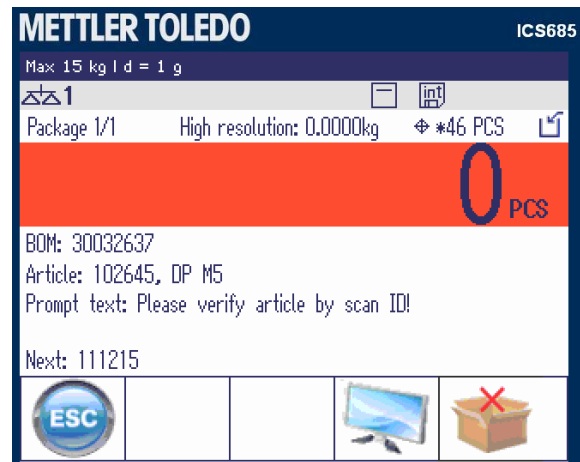 METTLER TOLEDO ICS685
Max 15 kg | d = 1 g
1 int
Package 1/1 High resolution: 0.0000kg *46 PCS
0 PCS
BOM: 30032637
Article: 102645, DP M5
Prompt text: Please verify article by scan ID!
Next: 111215
ESC